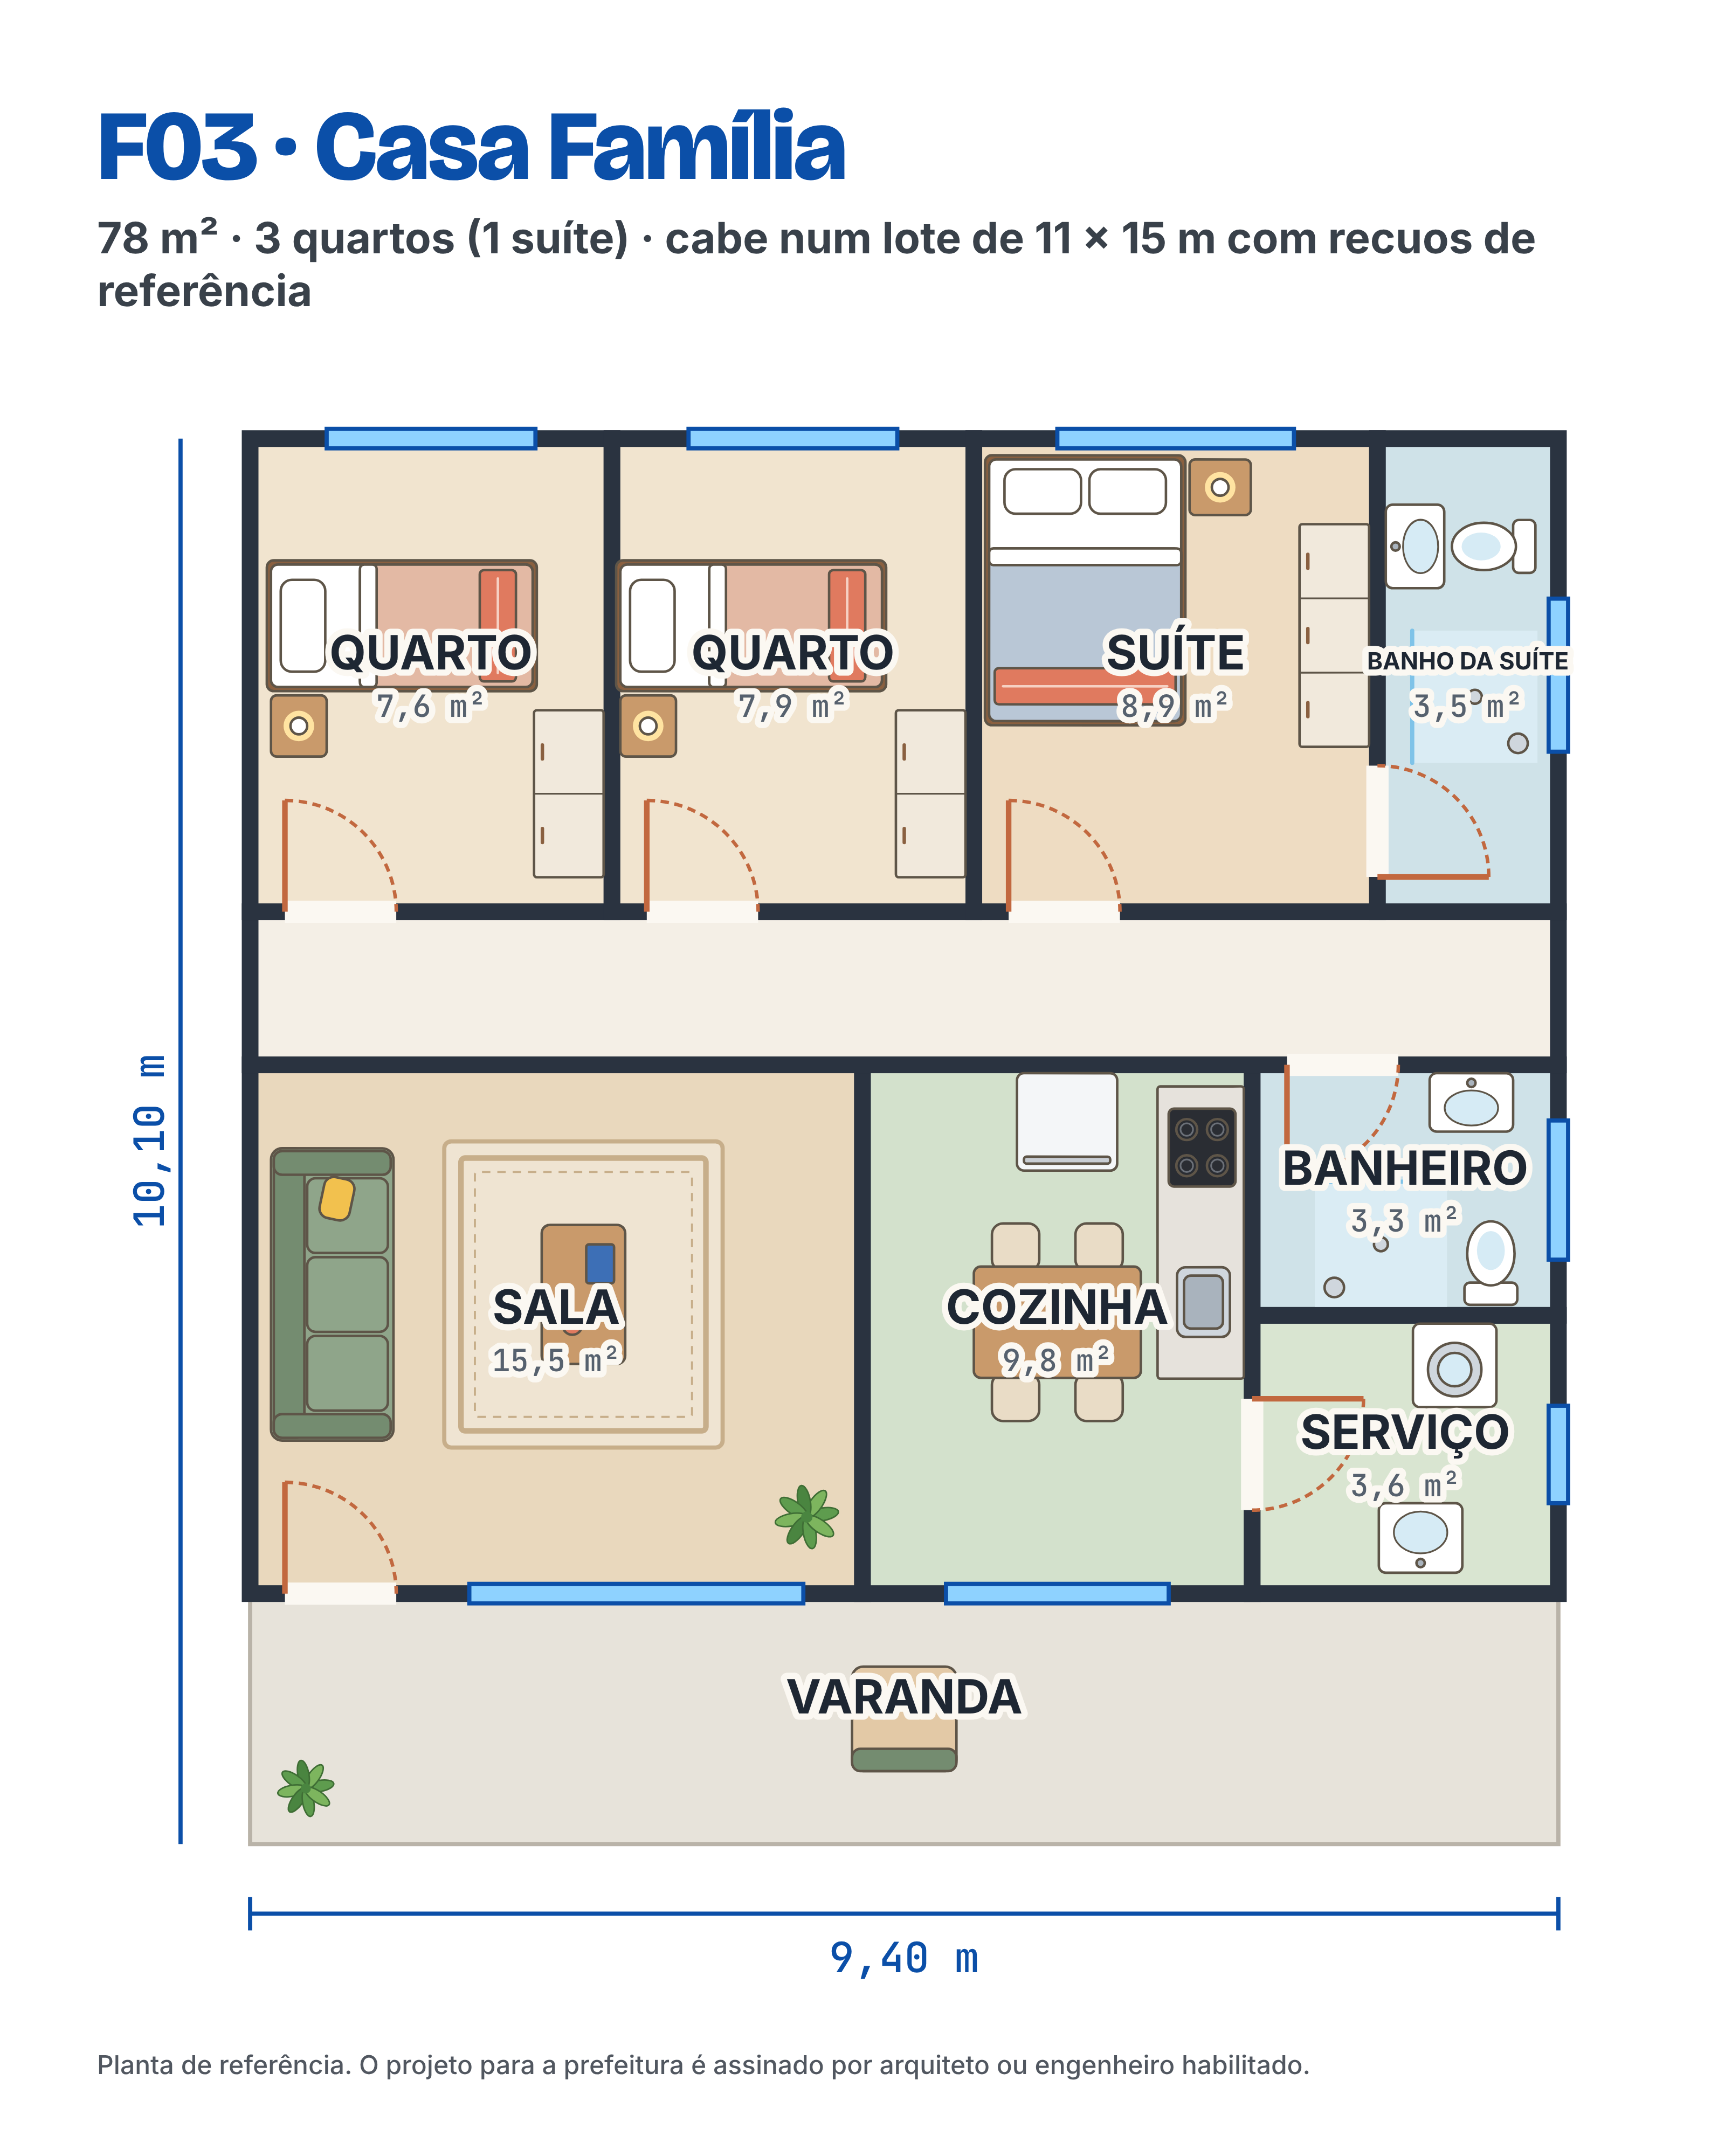 F03 · Casa Família
78 m² · 3 quartos (1 suíte) · cabe num lote de 11 × 15 m com recuos de
referência
QUARTO
7,6 m²
QUARTO
7,9 m²
SUÍTE
8,9 m²
BANHO DA SUÍTE
3,5 m²
10,10 m
SALA
15,5 m²
COZINHA
9,8 m²
BANHEIRO
3,3 m²
SERVIÇO
3,6 m²
VARANDA
9,40 m
Planta de referência. O projeto para a prefeitura é assinado por arquiteto ou engenheiro habilitado.